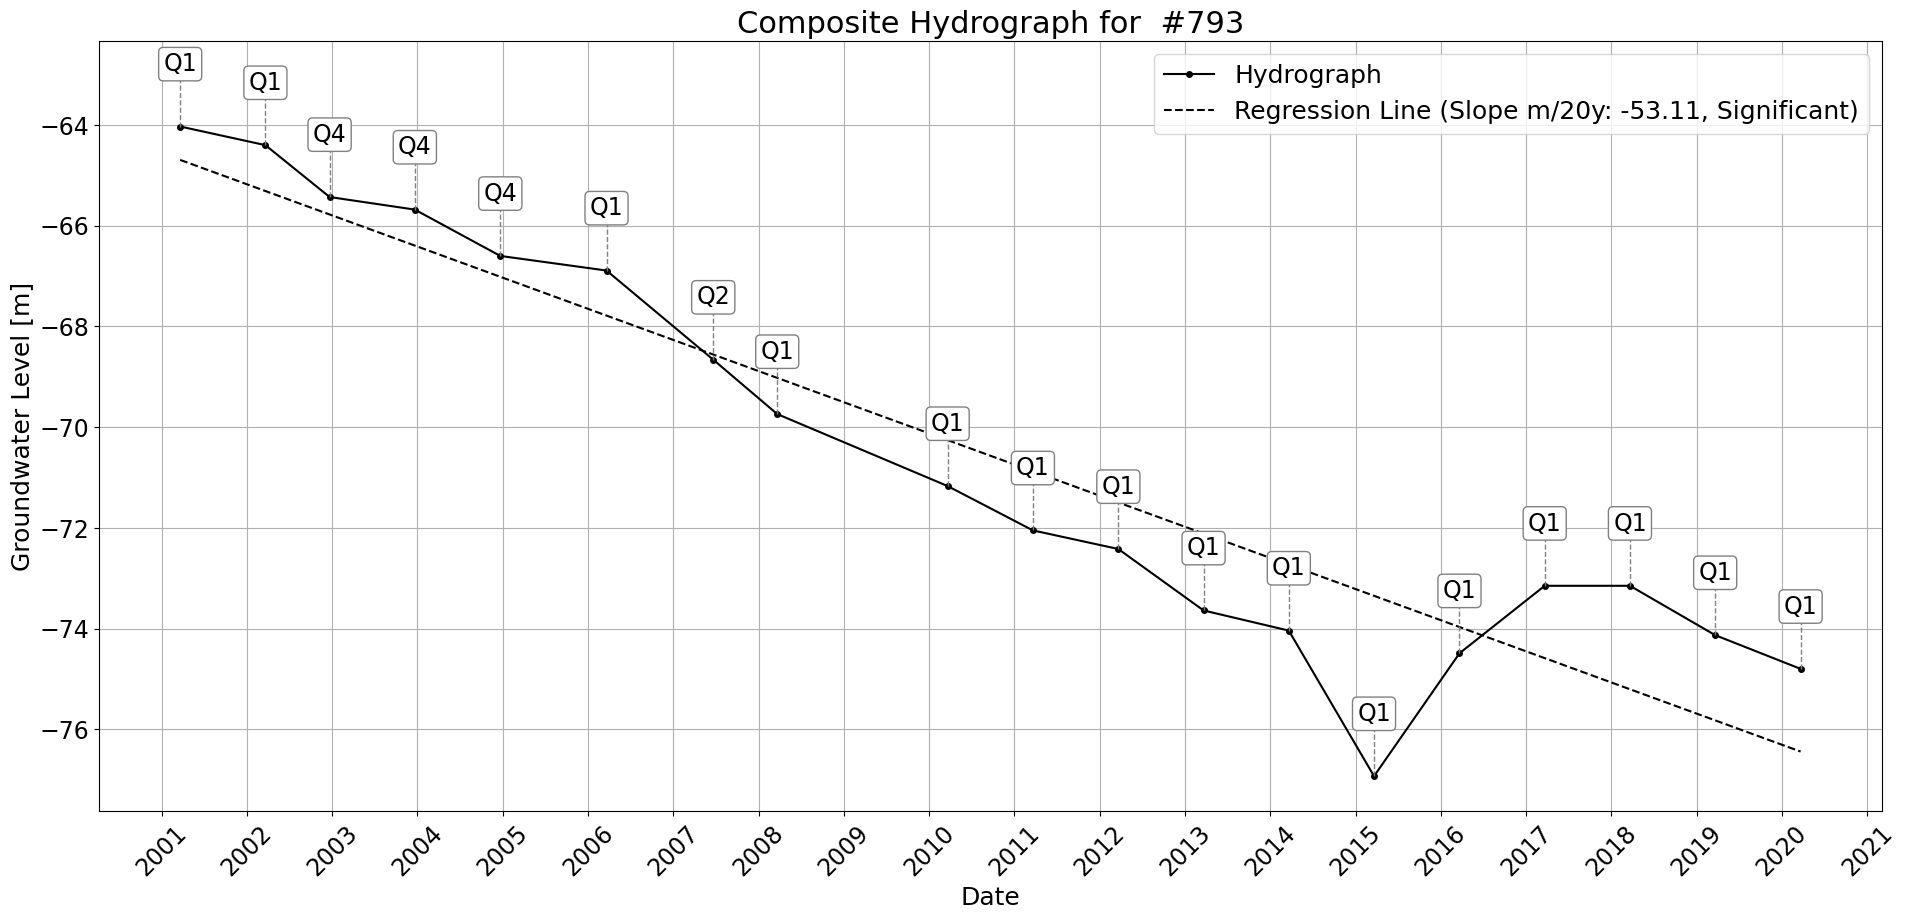 Composite Hydrograph for  #793
Hydrograph
Regression Line (Slope m/20y: -53.11, Significant)
Q1
Q1
Q4
Q4
Q4
Q1
Q2
Q1
Q1
Q1
Q1
Q1
Q1
Q1
Q1
Q1
Q1
Q1
Q1
Groundwater Level [m]
−64
−66
−68
−70
−72
−74
−76
2001
2002
2003
2004
2005
2006
2007
2008
2009
2010
2011
2012
2013
2014
2015
2016
2017
2018
2019
2020
2021
Date